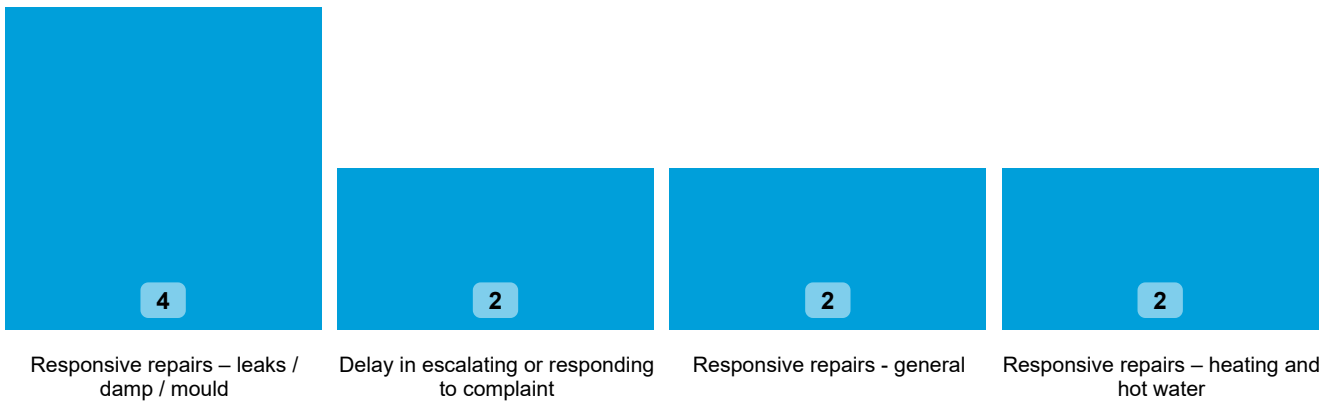 4
2
2
2
Responsive repairs – leaks /
damp / mould
Delay in escalating or responding
to complaint
Responsive repairs - general
Responsive repairs – heating and
hot water